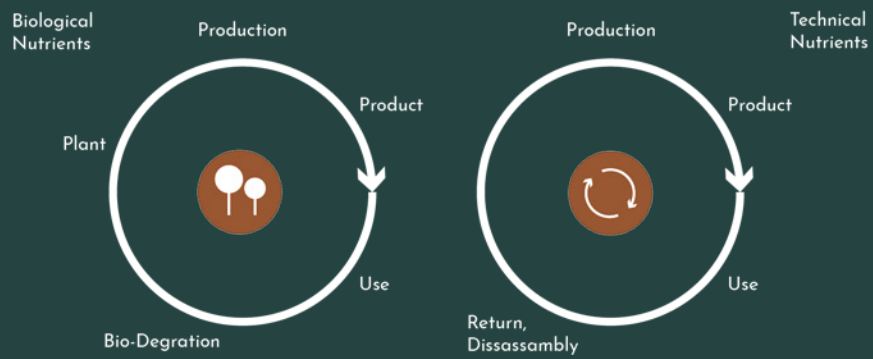 Biological
Nutrients
Production
Product
Plant
Use
Bio-Degration
Technical
Nutrients
Production
Product
Use
Return,
Dissassambly